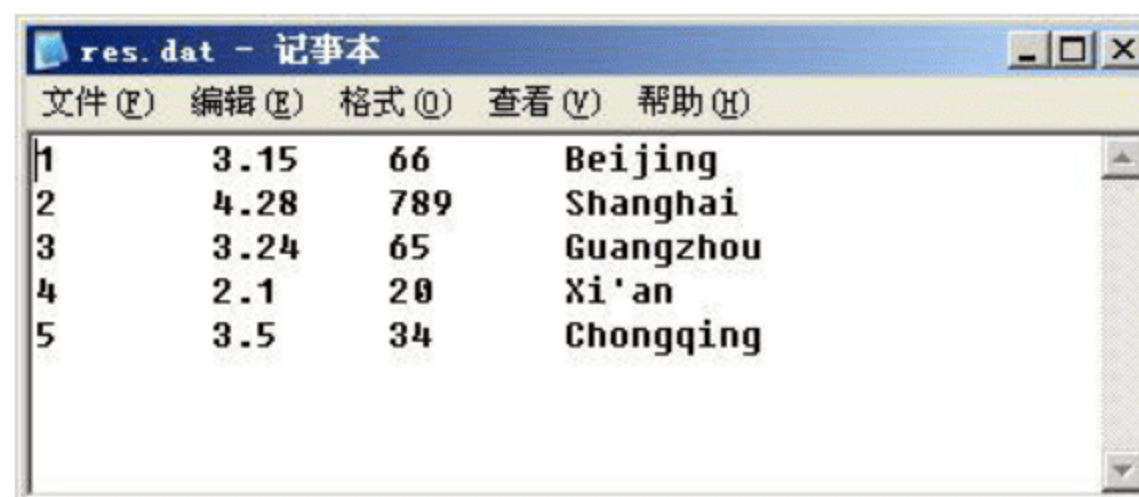 res.dat - 记事本
文件(F) 编辑(E) 格式(O) 查看(V) 帮助(H)
1 3.15 66 Beijing
2 4.28 789 Shanghai
3 3.24 65 Guangzhou
4 2.1 20 Xi'an
5 3.5 34 Chongqing